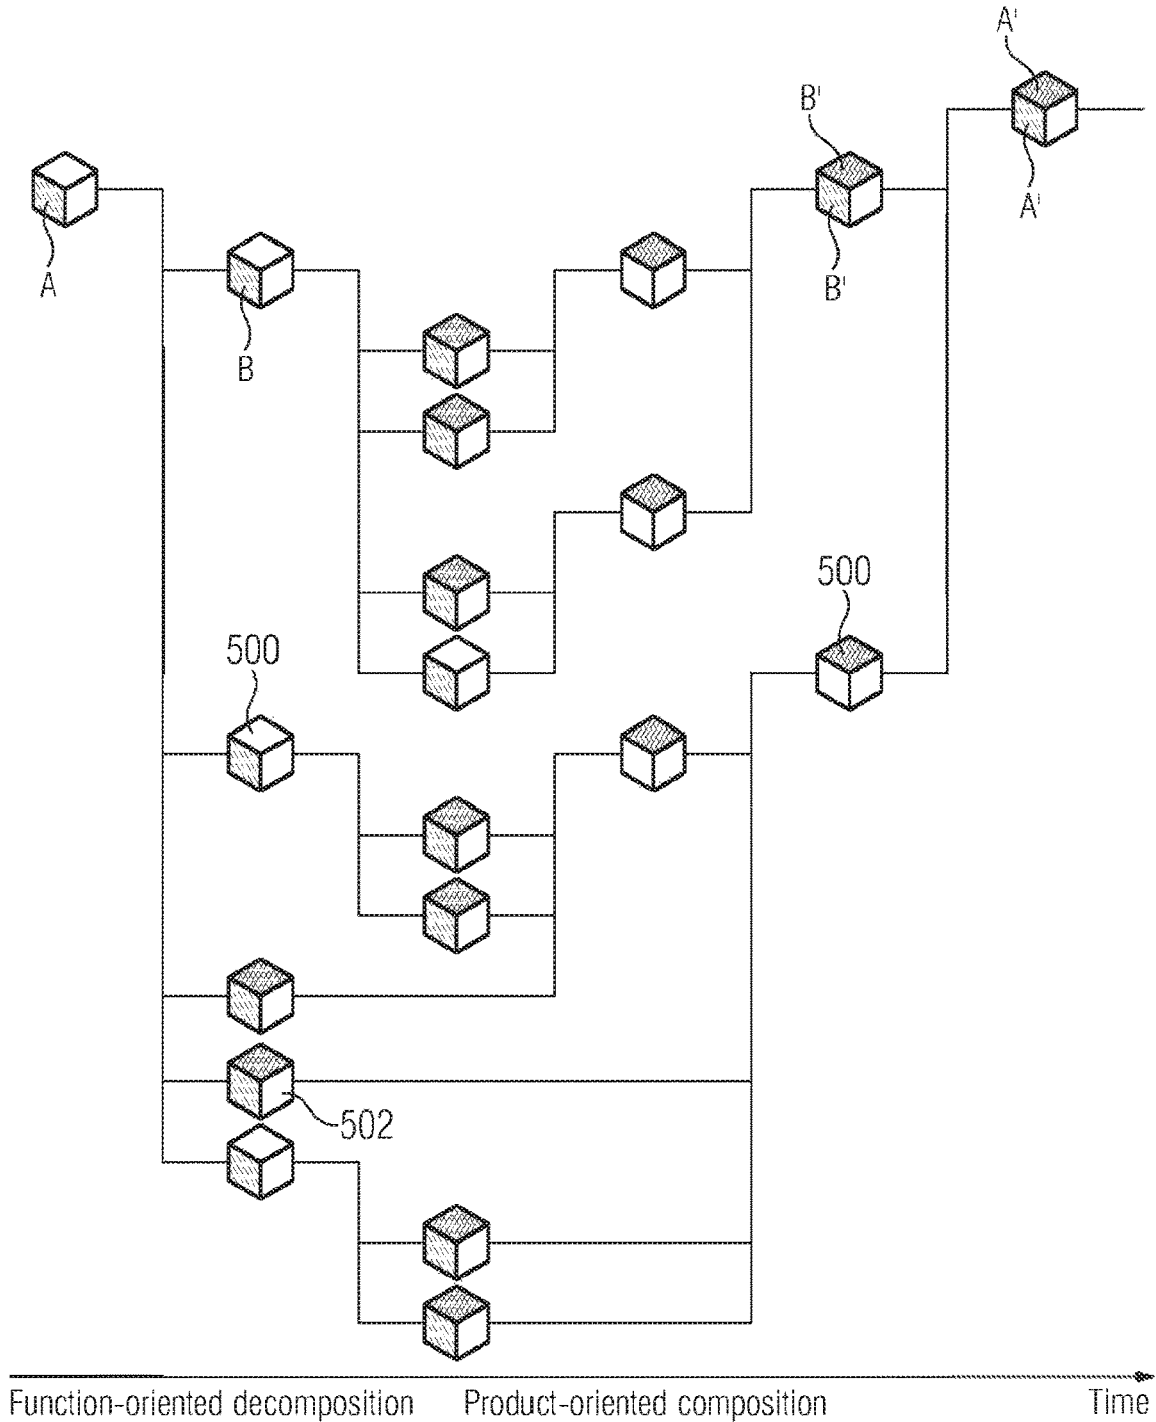 A'
B'
A'
A
B'
B
500
500
502
Function-oriented decomposition Product-oriented composition Time